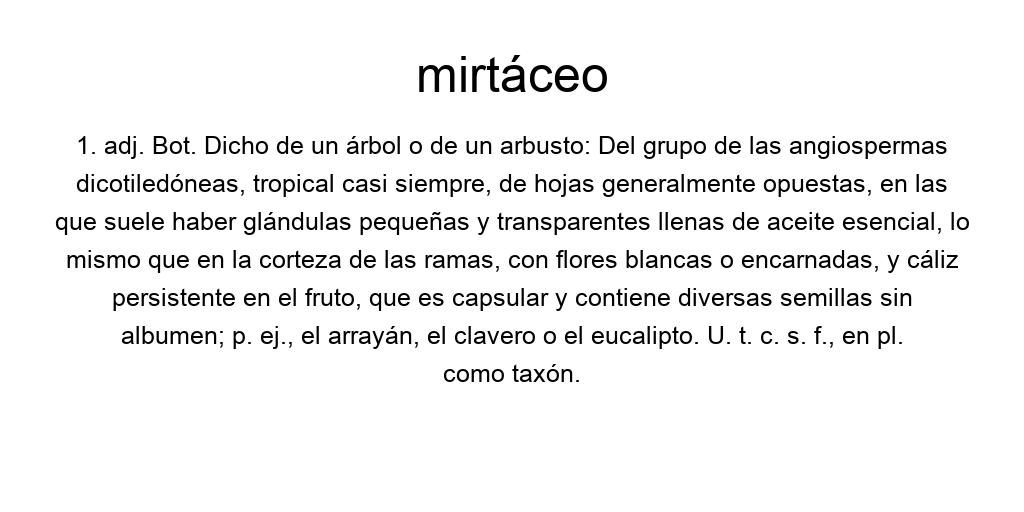 mirtáceo
1. adj. Bot. Dicho de un árbol o de un arbusto: Del grupo de las angiospermas
dicotiledóneas, tropical casi siempre, de hojas generalmente opuestas, en las
que suele haber glándulas pequeñas y transparentes llenas de aceite esencial, lo
mismo que en la corteza de las ramas, con flores blancas o encarnadas, y cáliz
persistente en el fruto, que es capsular y contiene diversas semillas sin
albumen; p. ej., el arrayán, el clavero o el eucalipto. U. t. c. s. f., en pl.
como taxón.